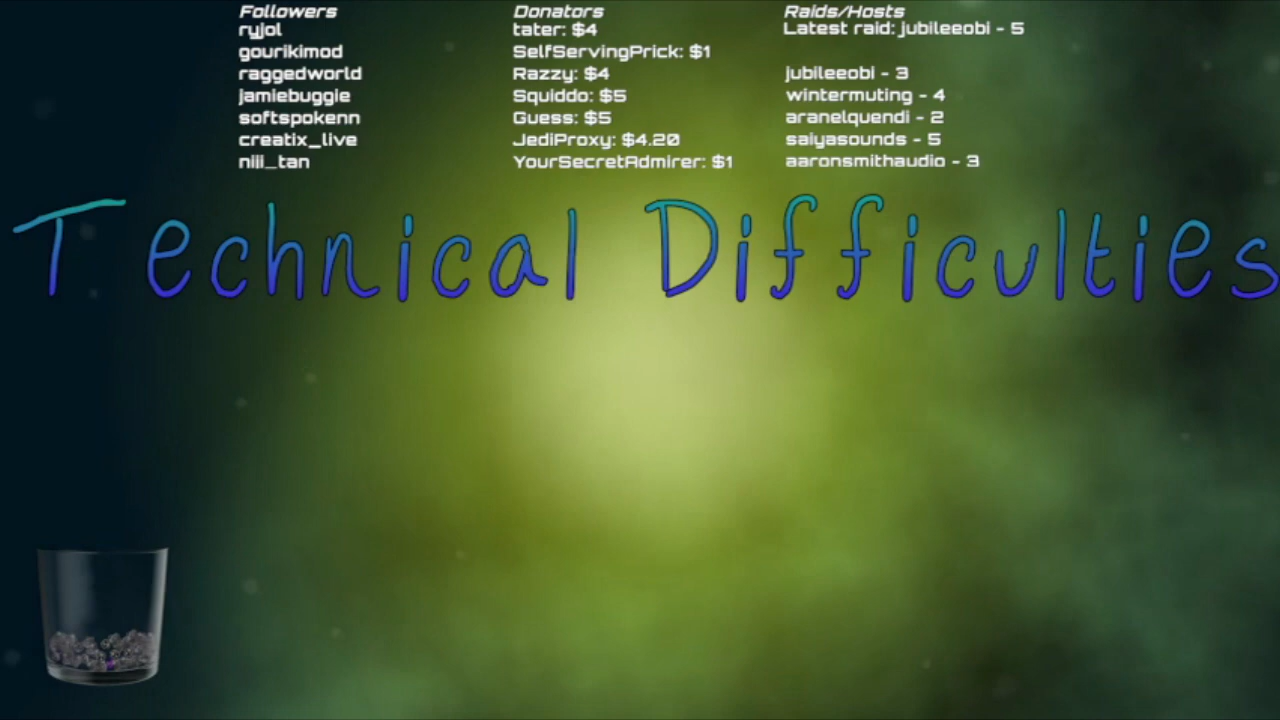 Followers
ryjol
gourikimod
raggedworld
jamiebuggie
softspokenn
creatix_live
niii_tan
Donators
tater: $4
SelfServingPrick: $1
Razzy: $4
Squiddo: $5
Guess: $5
JediProxy: $4.20
YourSecretAdmirer: $1
Raids/Hosts
Latest raid: jubileeobi - 5
jubileeobi - 3
wintermuting - 4
aranelquendi - 2
saiyasounds - 5
aaronsmithaudio - 3
Technical Difficulties